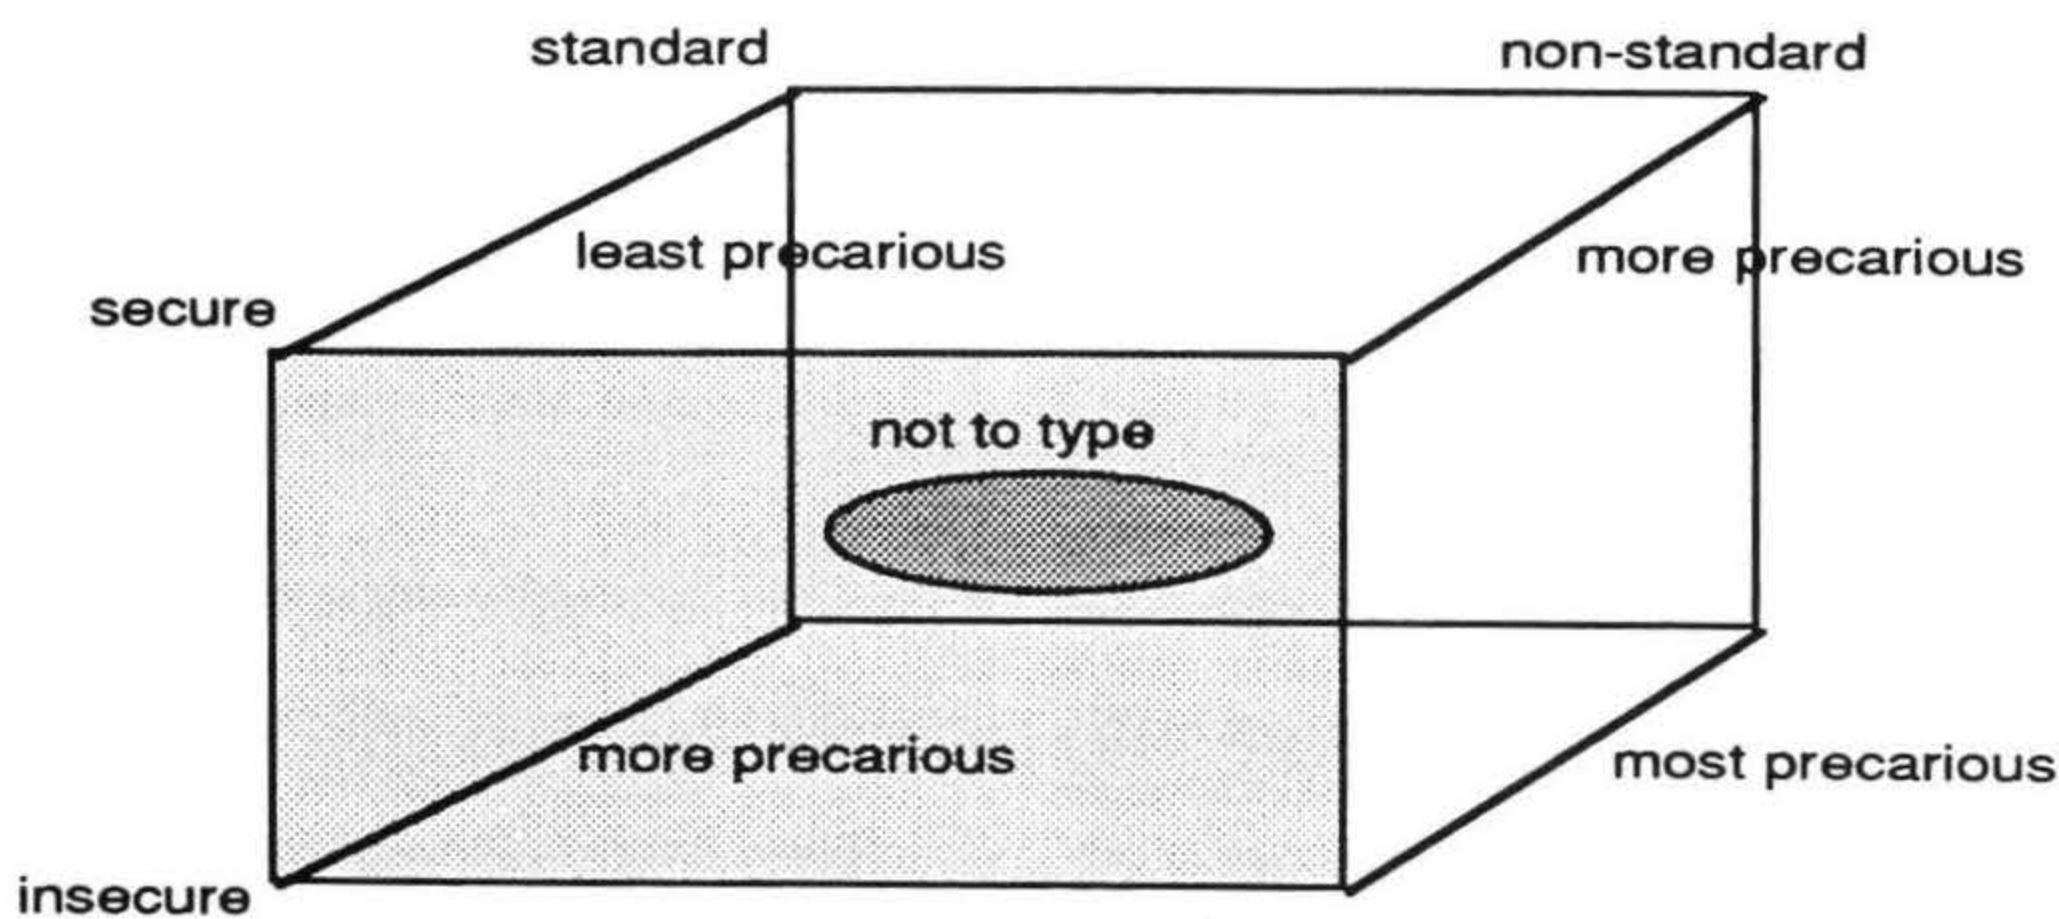 standard
non-standard
least precarious
more precarious
secure
not to type
more precarious
most precarious
insecure